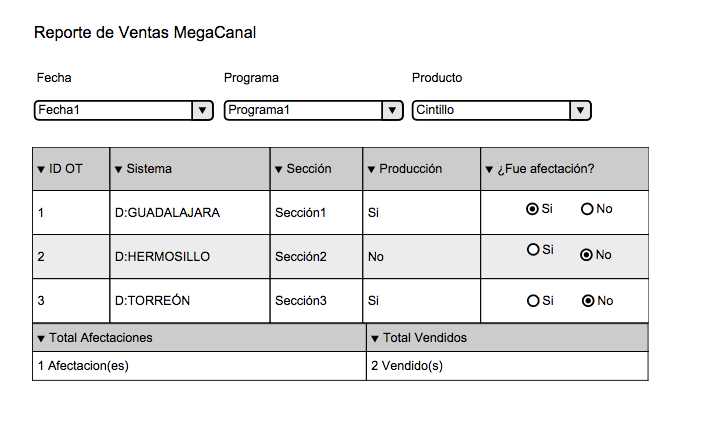 Reporte de Ventas MegaCanal
Fecha Programa Producto
Fecha1 Programa1 Cintillo
ID OT Sistema Sección Producción ¿Fue afectación?
1 D:GUADALAJARA Sección1 Si Si No
2 D:HERMOSILLO Sección2 No Si No
3 D:TORREÓN Sección3 Si Si No
Total Afectaciones Total Vendidos
1 Afectacion(es) 2 Vendido(s)